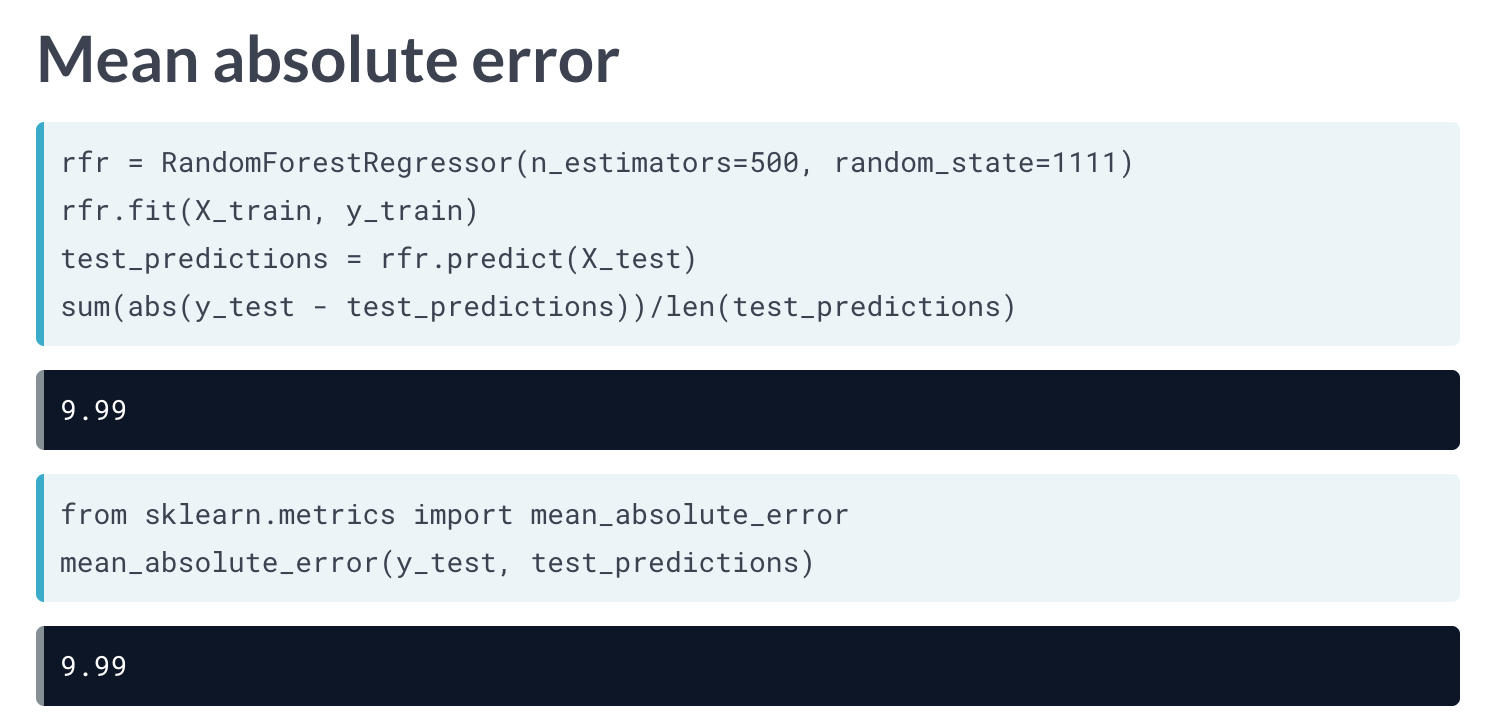 Mean absolute error
rfr = RandomForestRegressor(n_estimators=500, random_state=1111)
rfr.fit(X_train, y_train)
test_predictions = rfr.predict(X_test)
sum(abs(y_test - test_predictions))/len(test_predictions)
9.99
from sklearn.metrics import mean_absolute_error
mean_absolute_error(y_test, test_predictions)
9.99